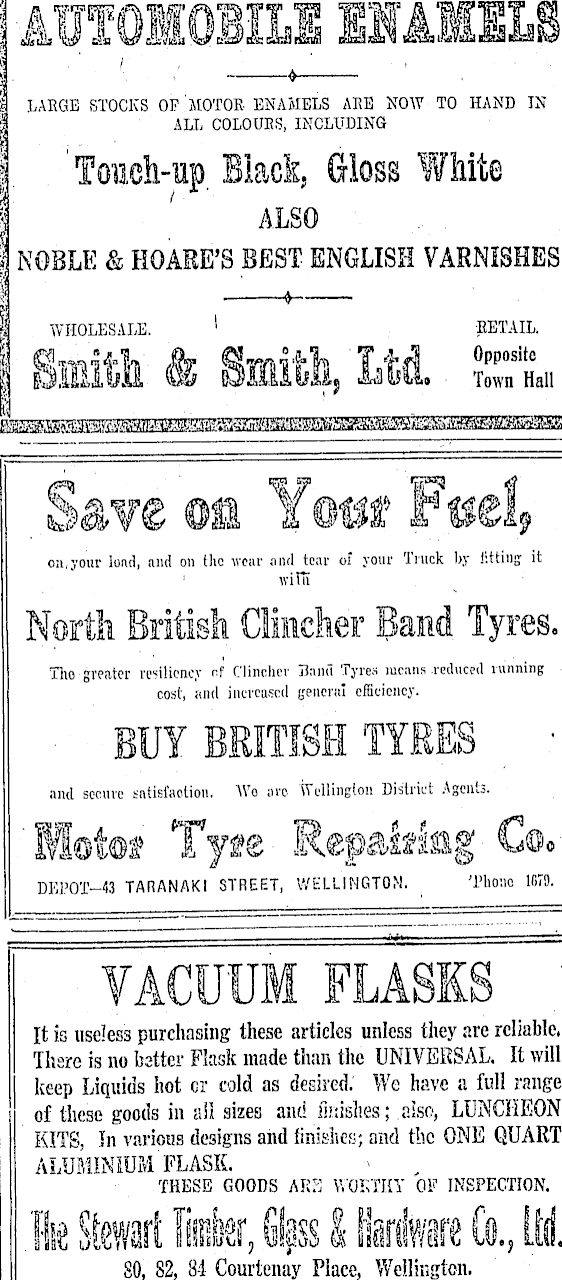 AUTOMOBILE ENAMELS
LARGE STOCKS OF MOTOR ENAMELS ARE NOW TO HAND IN
ALL COLOURS, INCLUDING
Touch-up Black, Gloss White
ALSO
NOBLE & HOARE'S BEST ENGLISH VARNISHES
WHOLESALE.
Smith & Smith, Ltd.
RETAIL.
Opposite
Town Hall
Save on Your Fuel,
on your load, and on the wear and tear of your Truck by fitting it
with
North British Clincher Band Tyres.
The greater resiliency of Clincher Band Tyres means reduced running
cost, and increased general efficiency.
BUY BRITISH TYRES
and secure satisfaction. We are Wellington District Agents.
Motor Tyre Repairing Co.
DEPOT—43 TARANAKI STREET, WELLINGTON. 'Phone 1679.
VACUUM FLASKS
It is useless purchasing these articles unless they are reliable.
There is no better Flask made than the UNIVERSAL. It will
keep Liquids hot or cold as desired. We have a full range
of these goods in all sizes and finishes; also, LUNCHEON
KITS, In various designs and finishes; and the ONE QUART
ALUMINIUM FLASK.
THESE GOODS ARE WORTHY OF INSPECTION.
The Stewart Timber, Glass & Hardware Co., Ltd.
80, 82, 84 Courtenay Place, Wellington.